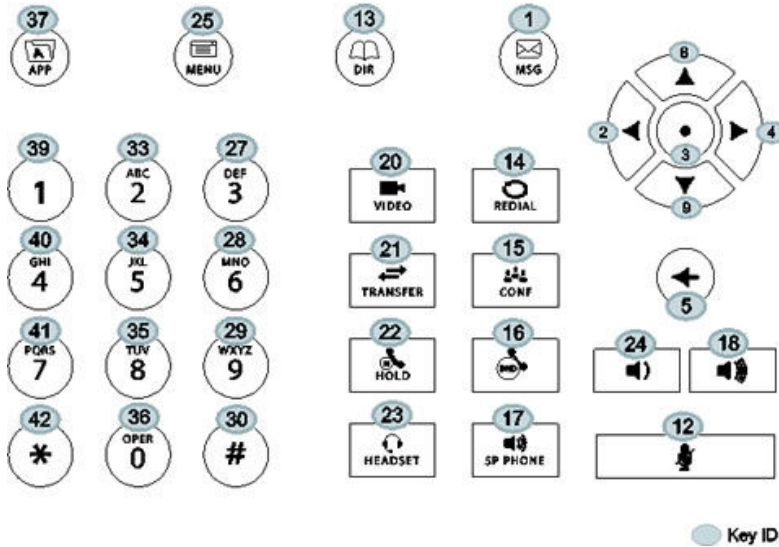 37 25 13 1
APP MENU DIR MSG
8
2 3 4
9
39 33 27 20 14
ABC DEF
1 2 3 VIDEO REDIAL
40 34 28 21 15
GHI JKL MNO
4 5 6 TRANSFER CONF
5
41 35 29 22 16 24 18
PQRS TUV WXYZ
7 8 9 HOLD DND
42 36 30 23 17 12
OPER
* 0 # HEADSET SP PHONE
Key ID